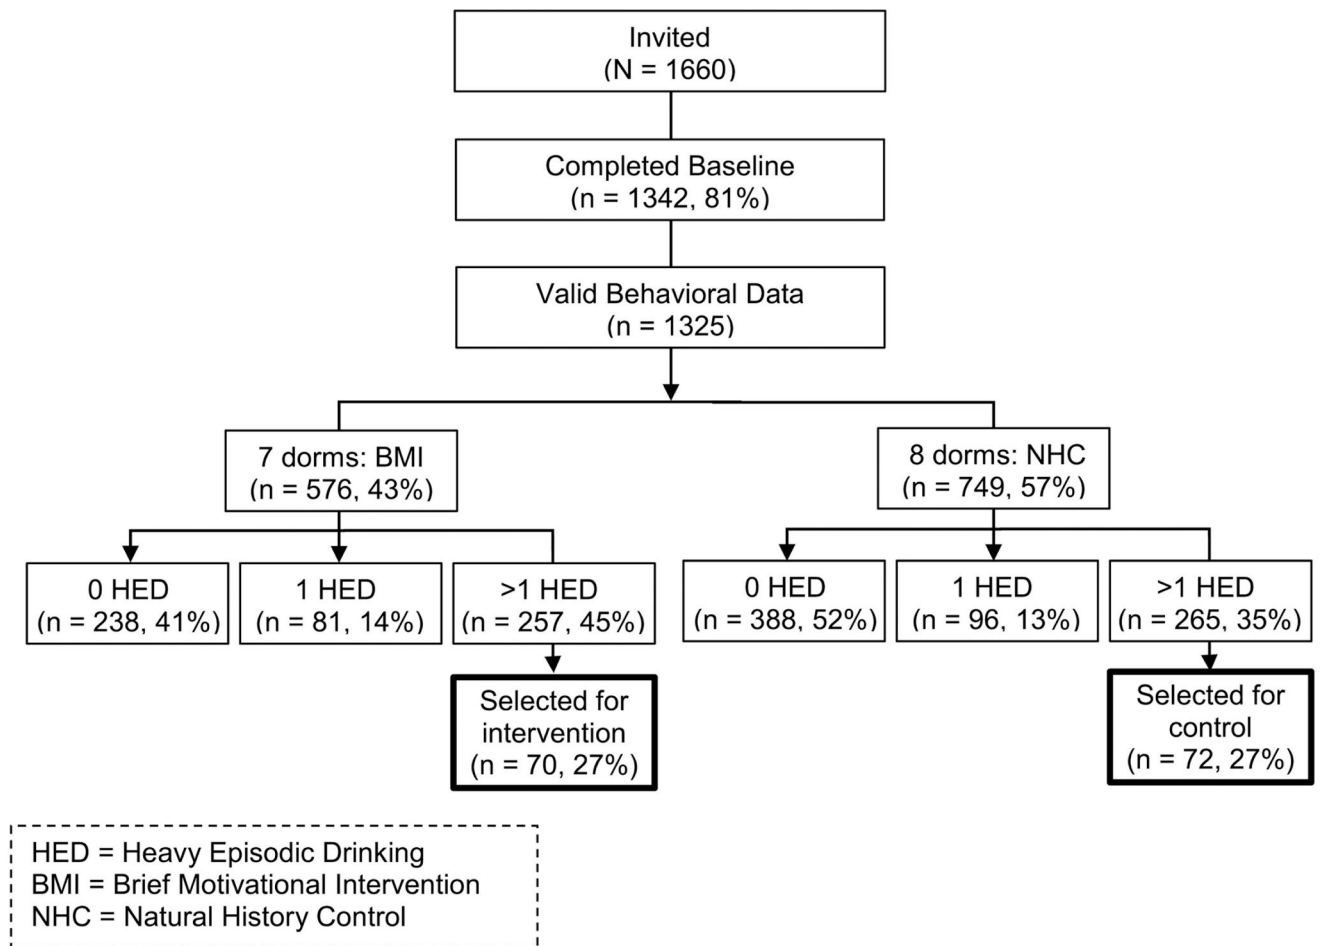 Invited
(N = 1660)
Completed Baseline
(n = 1342, 81%)
Valid Behavioral Data
(n = 1325)
7 dorms: BMI
(n = 576, 43%)
8 dorms: NHC
(n = 749, 57%)
0 HED
(n = 238, 41%)
1 HED
(n = 81, 14%)
>1 HED
(n = 257, 45%)
0 HED
(n = 388, 52%)
1 HED
(n = 96, 13%)
>1 HED
(n = 265, 35%)
Selected for
intervention
(n = 70, 27%)
Selected for
control
(n = 72, 27%)
HED = Heavy Episodic Drinking
BMI = Brief Motivational Intervention
NHC = Natural History Control